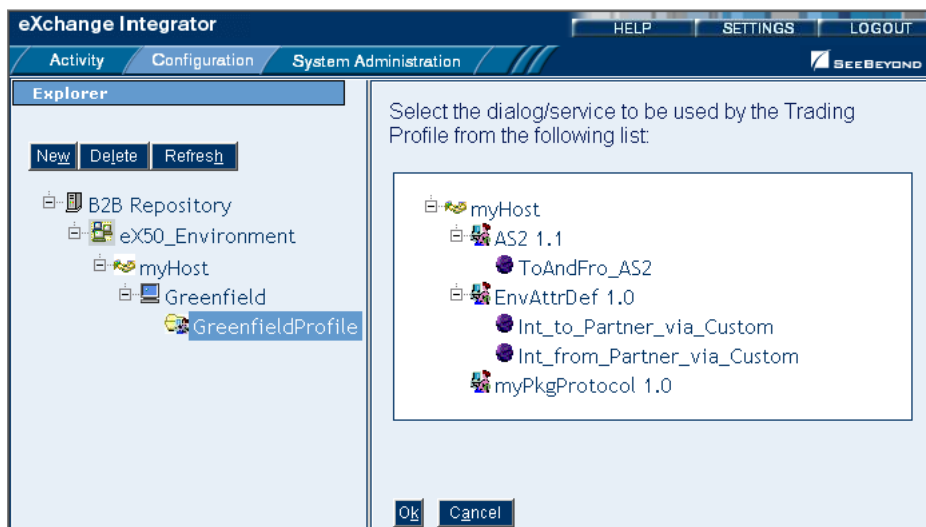 eXchange Integrator
HELP
SETTINGS
LOGOUT
Activity
Configuration
System Administration
SEEBEYOND
Explorer
New
Delete
Refresh
B2B Repository
eX50_Environment
myHost
Greenfield
GreenfieldProfile
Select the dialog/service to be used by the Trading
Profile from the following list:
myHost
AS2 1.1
ToAndFro_AS2
EnvAttrDef 1.0
Int_to_Partner_via_Custom
Int_from_Partner_via_Custom
myPkgProtocol 1.0
Ok
Cancel